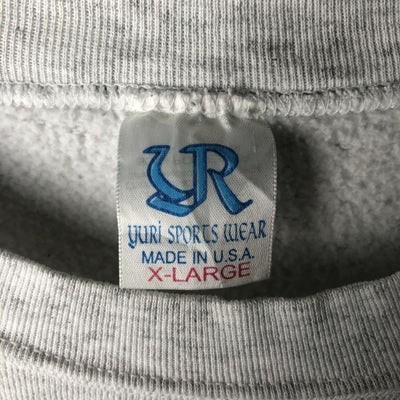 YR
YURI SPORTS WEAR
MADE IN U.S.A.
X-LARGE